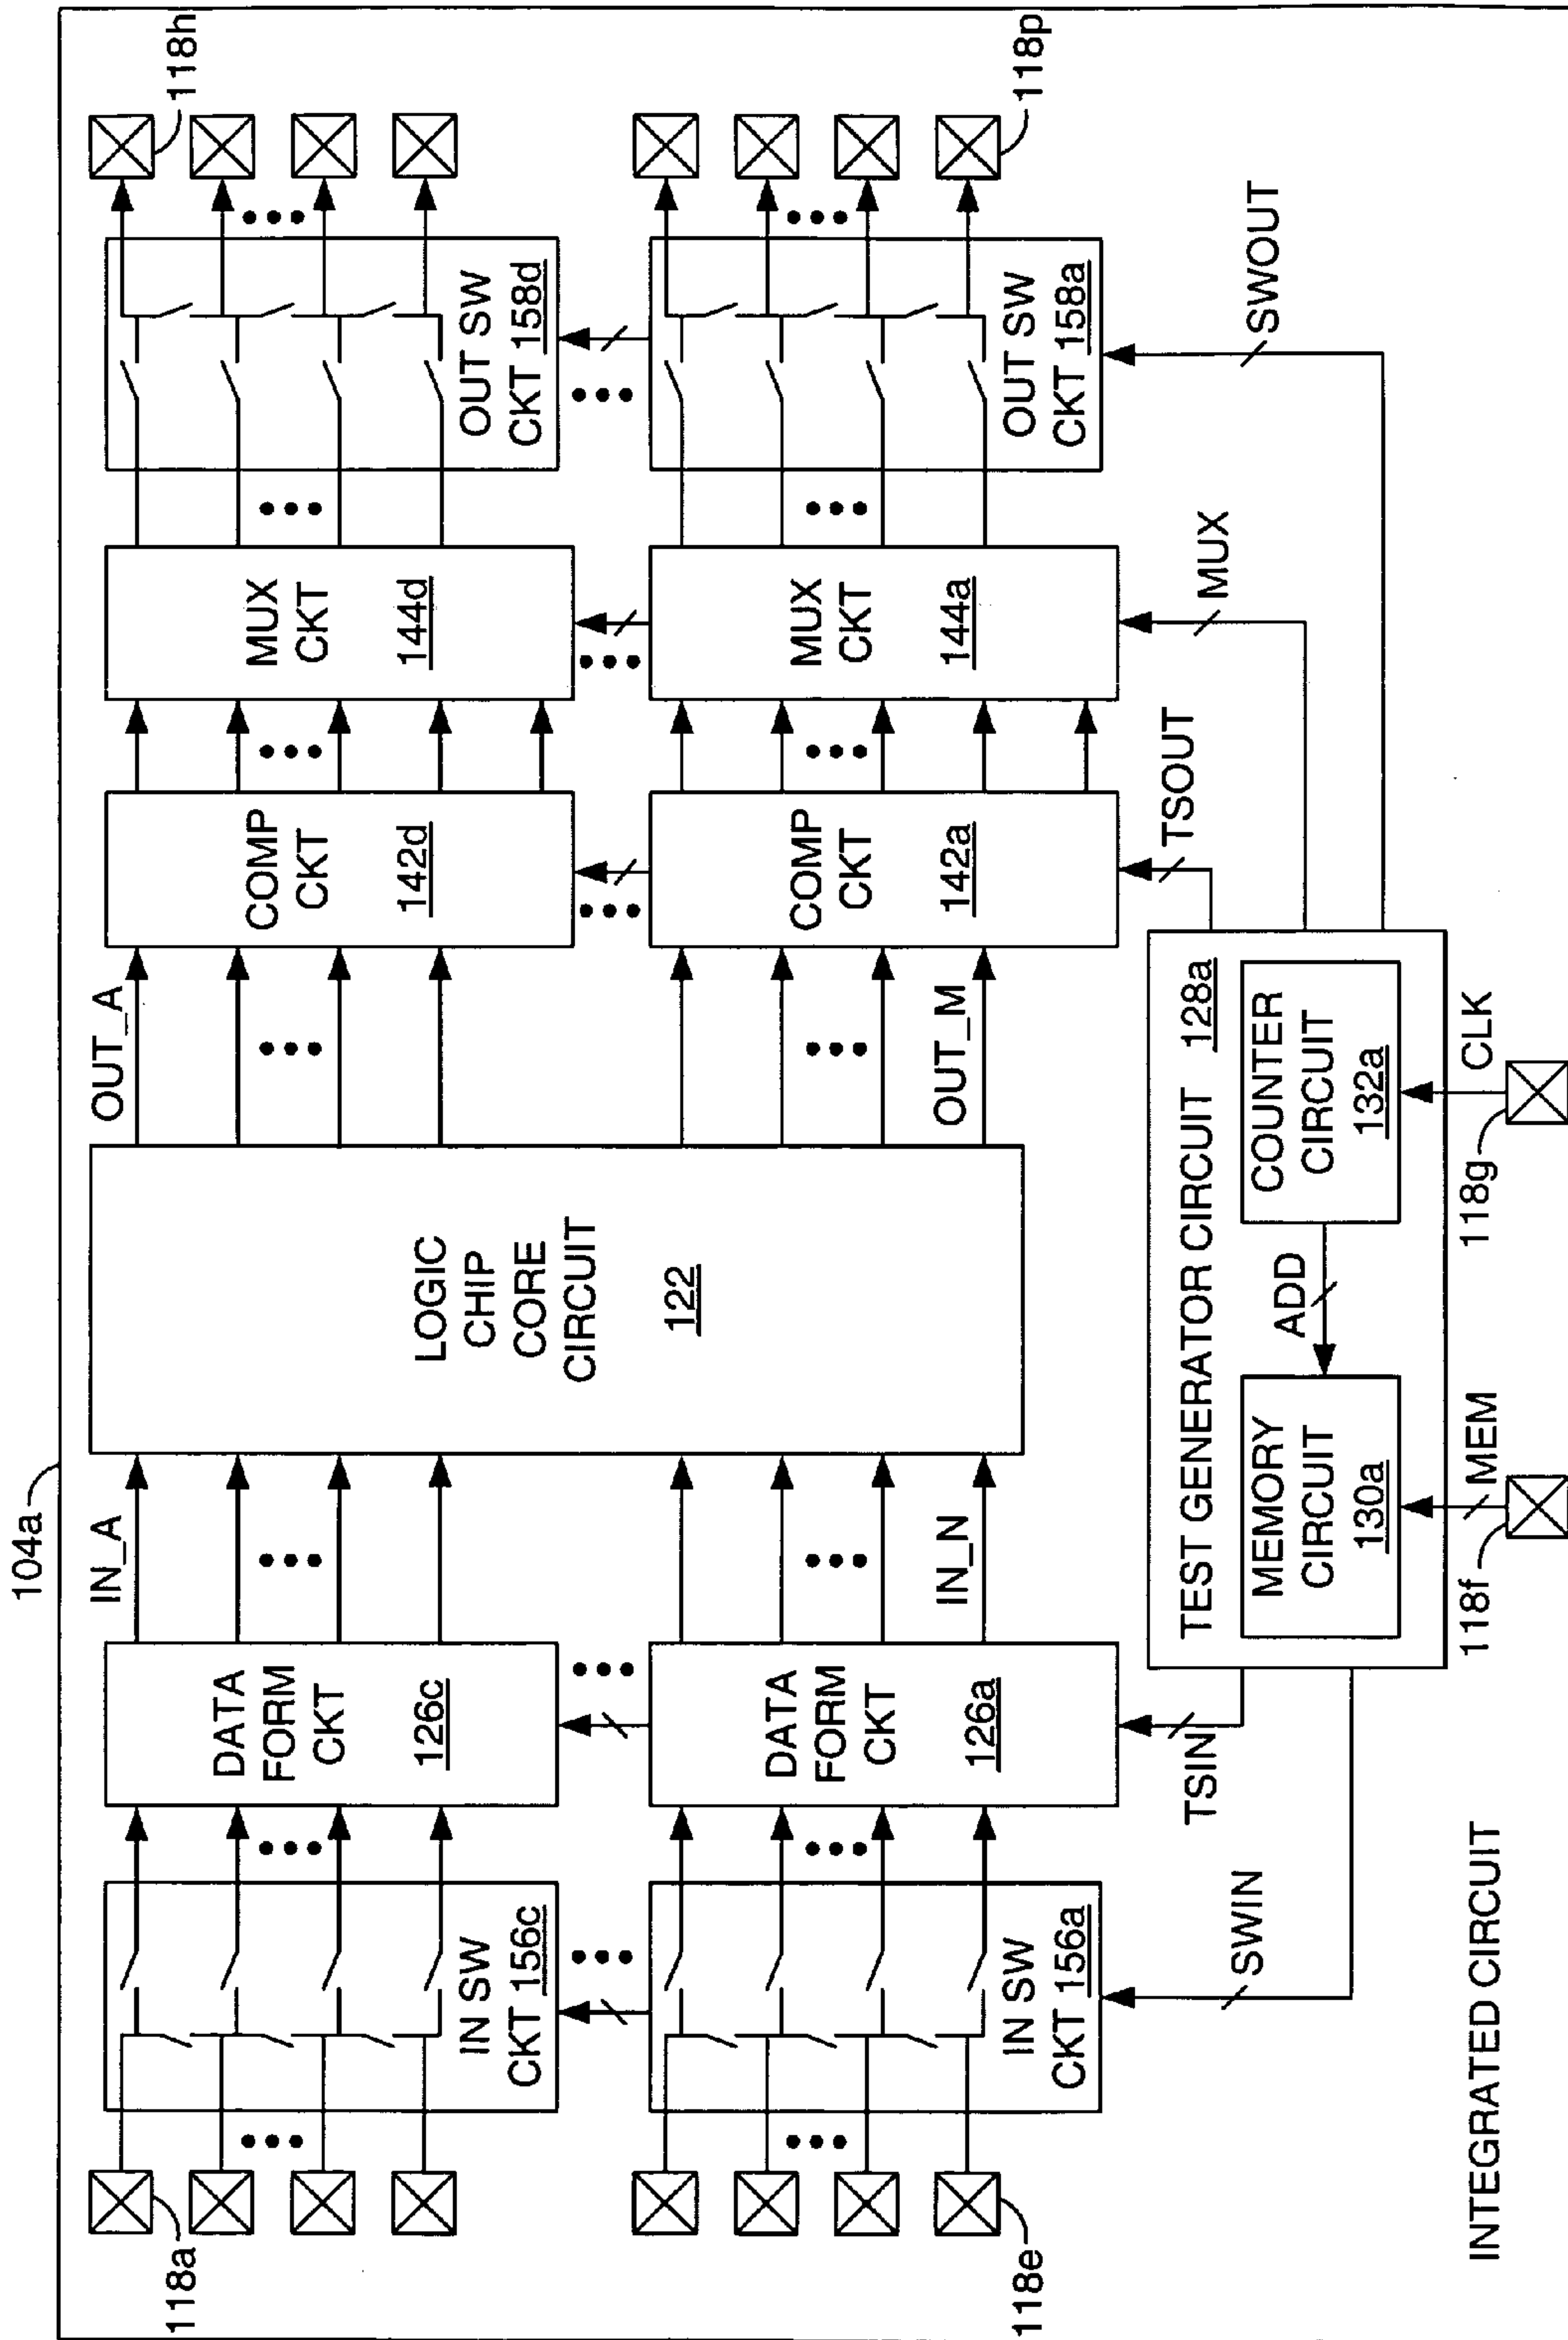 104a
118a
118h
IN SW
CKT 156c
DATA
FORM
CKT
126c
IN_A
LOGIC
CHIP
CORE
CIRCUIT
122
OUT_A
COMP
CKT
142d
MUX
CKT
144d
OUT SW
CKT 158d
118e
IN SW
CKT 156a
DATA
FORM
CKT
126a
IN_N
OUT_M
COMP
CKT
142a
MUX
CKT
144a
OUT SW
CKT 158a
118p
SWIN
TSIN
TEST GENERATOR CIRCUIT 128a
MEMORY
CIRCUIT
130a
ADD
COUNTER
CIRCUIT
132a
TSOUT
MUX
SWOUT
118f
MEM
118g
CLK
INTEGRATED CIRCUIT